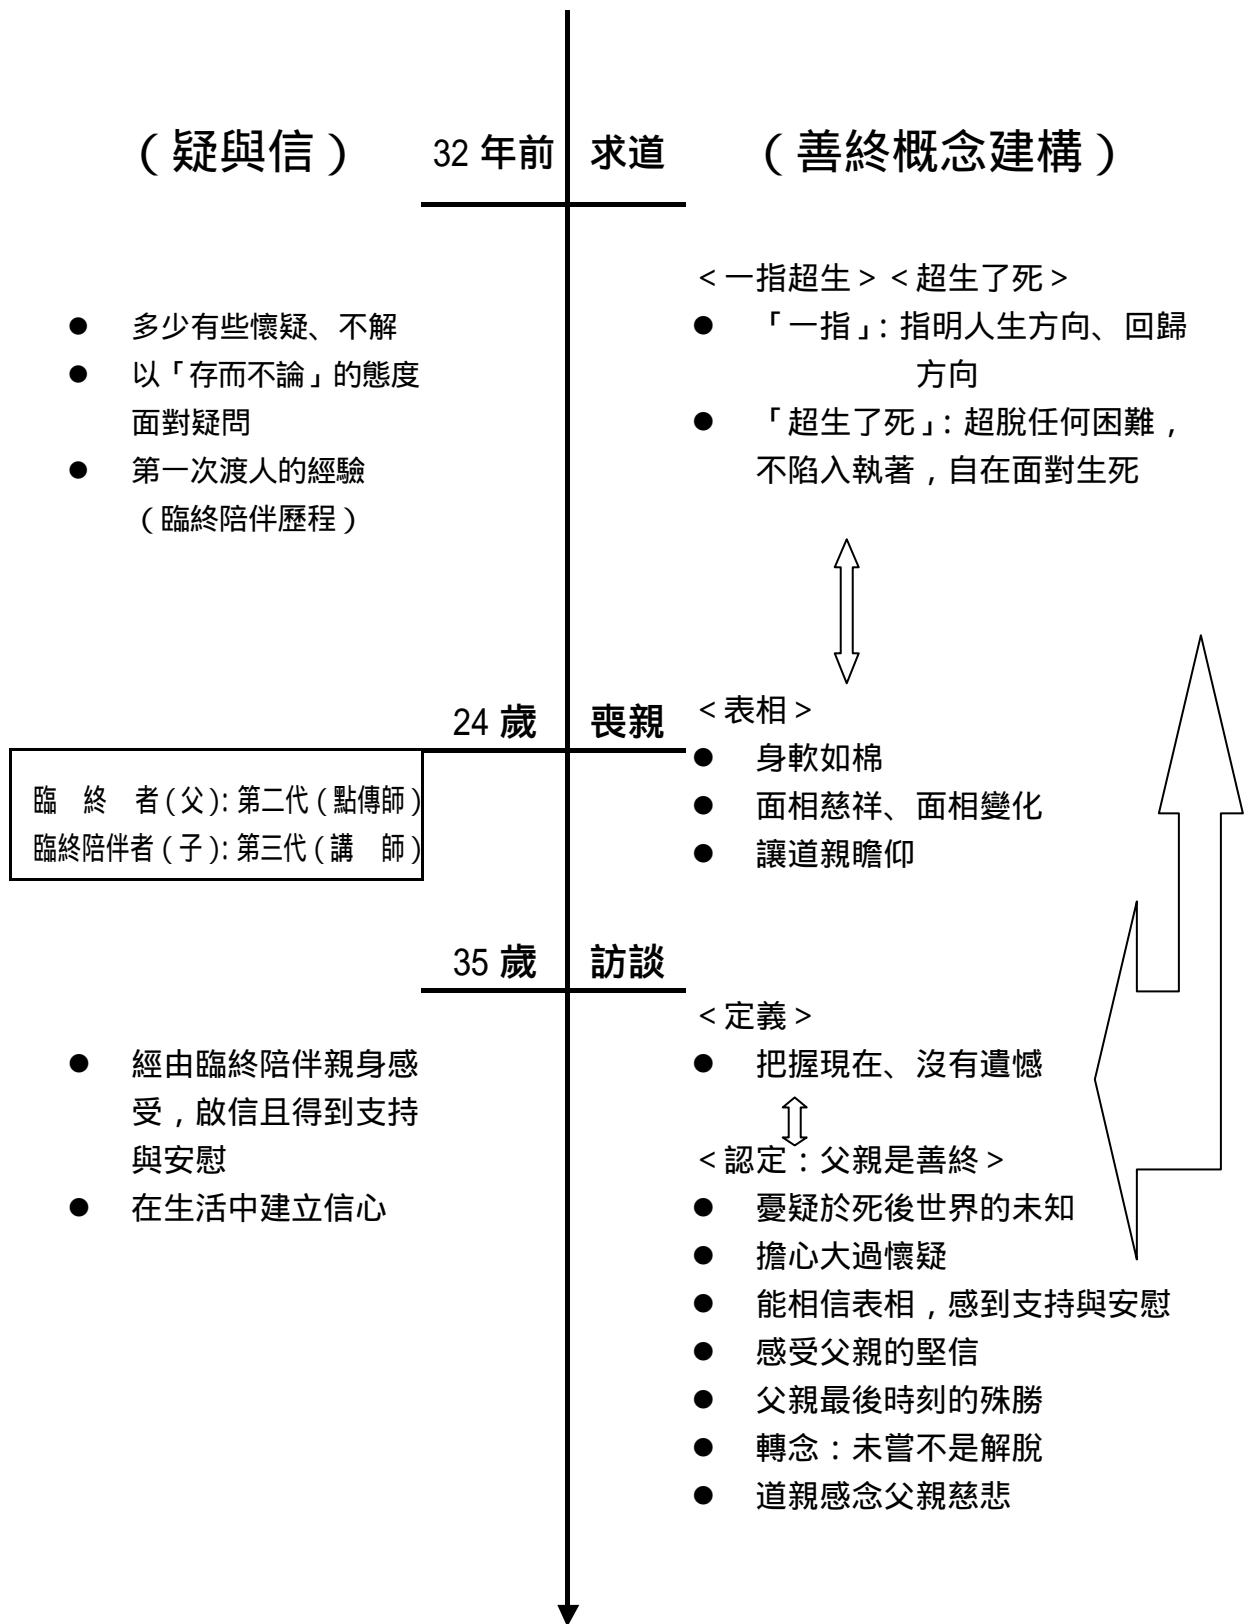 (疑與信) 32 年前 求道 (善終概念建構)
● 多少有些懷疑、不解
● 以「存而不論」的態度
面對疑問
● 第一次渡人的經驗
(臨終陪伴歷程)
<一指超生><超生了死>
● 「一指」：指明人生方向、回歸
方向
● 「超生了死」：超脫任何困難，
不陷入執著，自在面對生死
24 歲 喪親
臨 終 者(父)：第二代(點傳師)
臨終陪伴者(子)：第三代(講 師)
<表相>
● 身軟如棉
● 面相慈祥、面相變化
● 讓道親瞻仰
35 歲 訪談
● 經由臨終陪伴親身感
受，啟信且得到支持
與安慰
● 在生活中建立信心
<定義>
● 把握現在、沒有遺憾
<認定：父親是善終>
● 憂疑於死後世界的未知
● 擔心大過懷疑
● 能相信表相，感到支持與安慰
● 感受父親的堅信
● 父親最後時刻的殊勝
● 轉念：未嘗不是解脫
● 道親感念父親慈悲